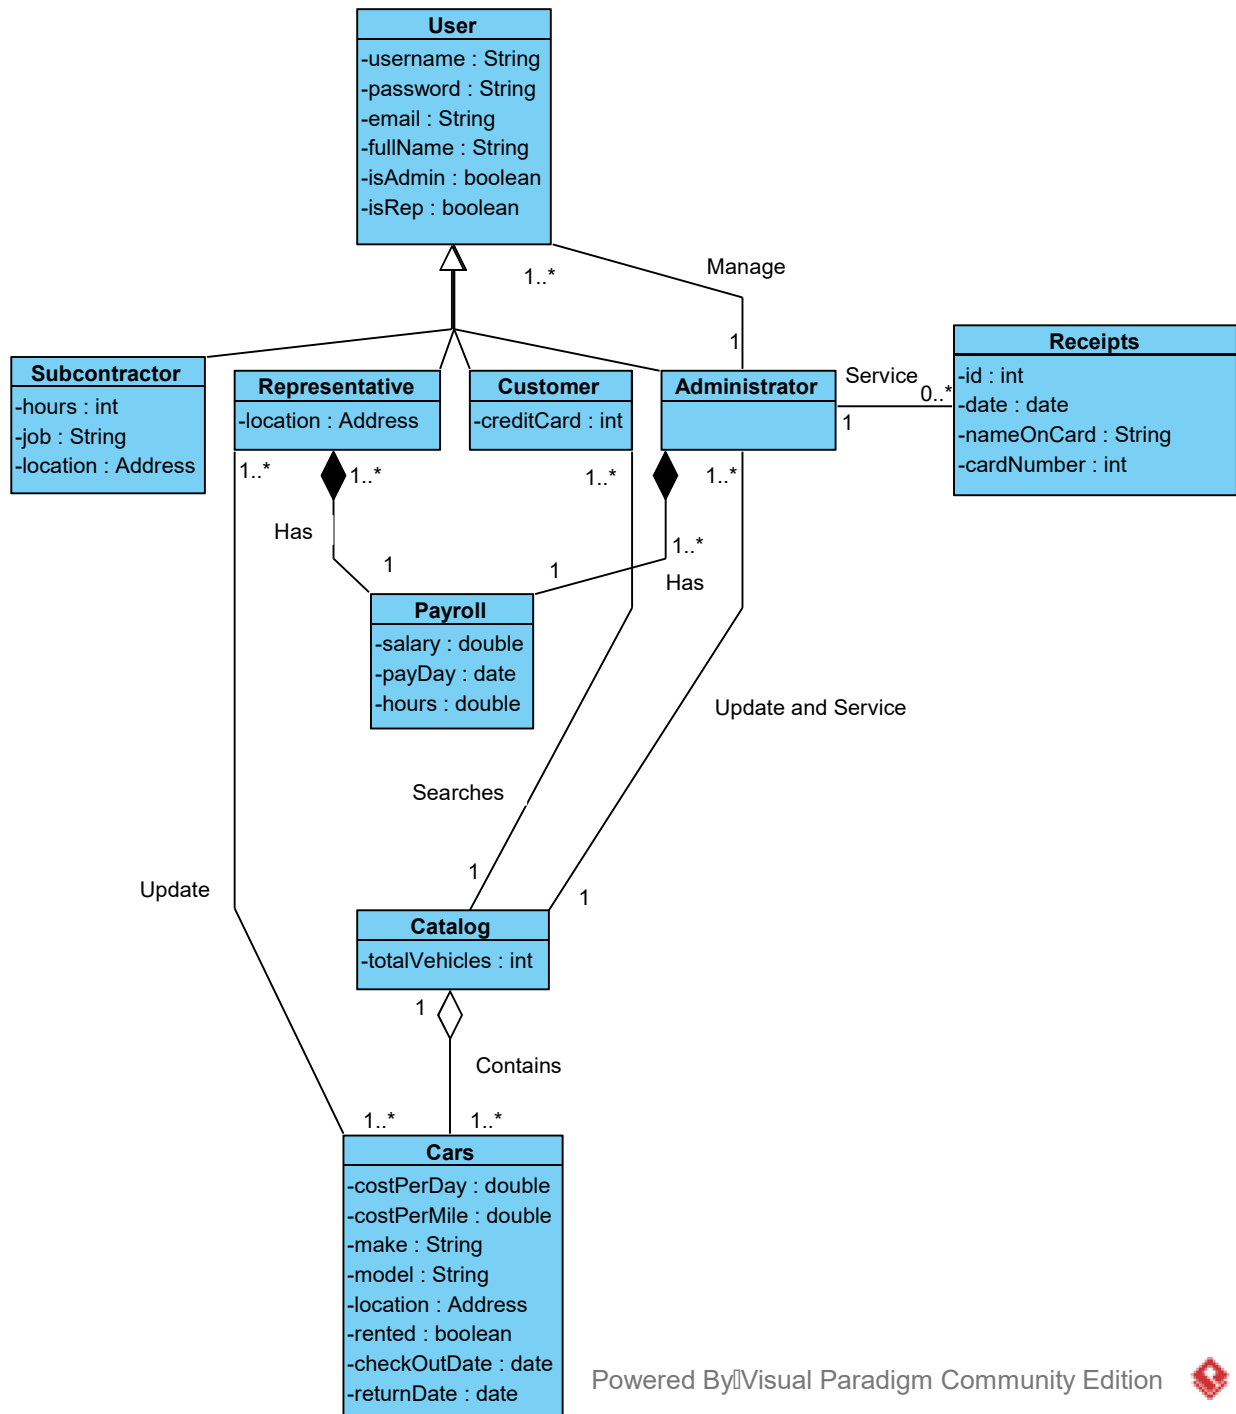 User
-username : String
-password : String
-email : String
-fullName : String
-isAdmin : boolean
-isRep : boolean
1..*
Manage
1
Subcontractor
-hours : int
-job : String
-location : Address
Representative
-location : Address
Customer
-creditCard : int
Administrator
Service
1
0..*
Receipts
-id : int
-date : date
-nameOnCard : String
-cardNumber : int
1..*
1..*
1..*
1..*
Has
1
1
1..*
Has
Payroll
-salary : double
-payDay : date
-hours : double
Update and Service
Searches
Update
1
1
Catalog
-totalVehicles : int
1
Contains
1..*
1..*
Cars
-costPerDay : double
-costPerMile : double
-make : String
-model : String
-location : Address
-rented : boolean
-checkOutDate : date
-returnDate : date
Powered By Visual Paradigm Community Edition